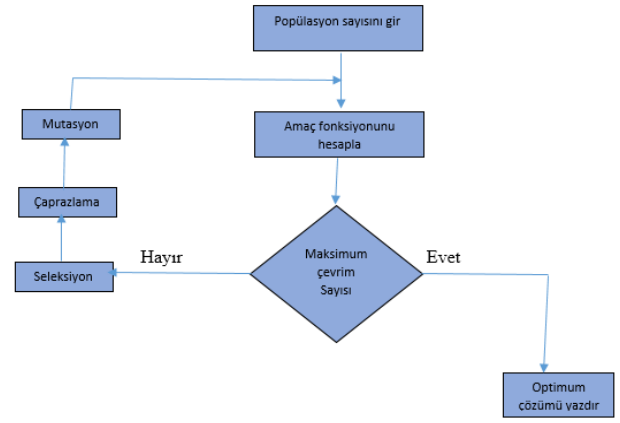 Popülasyon sayısını gir
Mutasyon
Amaç fonksiyonunu
hesapla
Çaprazlama
Seleksiyon
Hayır
Maksimum
çevrim
Sayısı
Evet
Optimum
çözümü yazdır